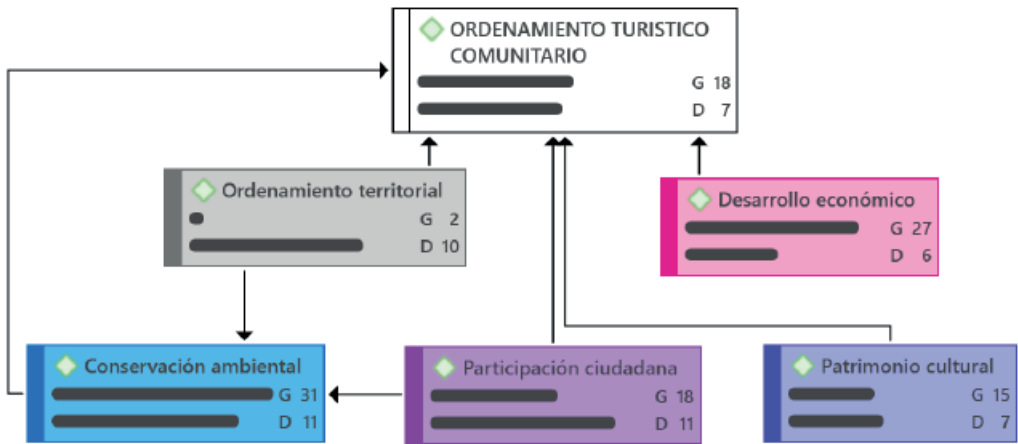 ORDENAMIENTO TURISTICO
COMUNITARIO
G 18
D 7
Ordenamiento territorial
G 2
D 10
Desarrollo económico
G 27
D 6
Conservación ambiental
G 31
D 11
Participación ciudadana
G 18
D 11
Patrimonio cultural
G 15
D 7